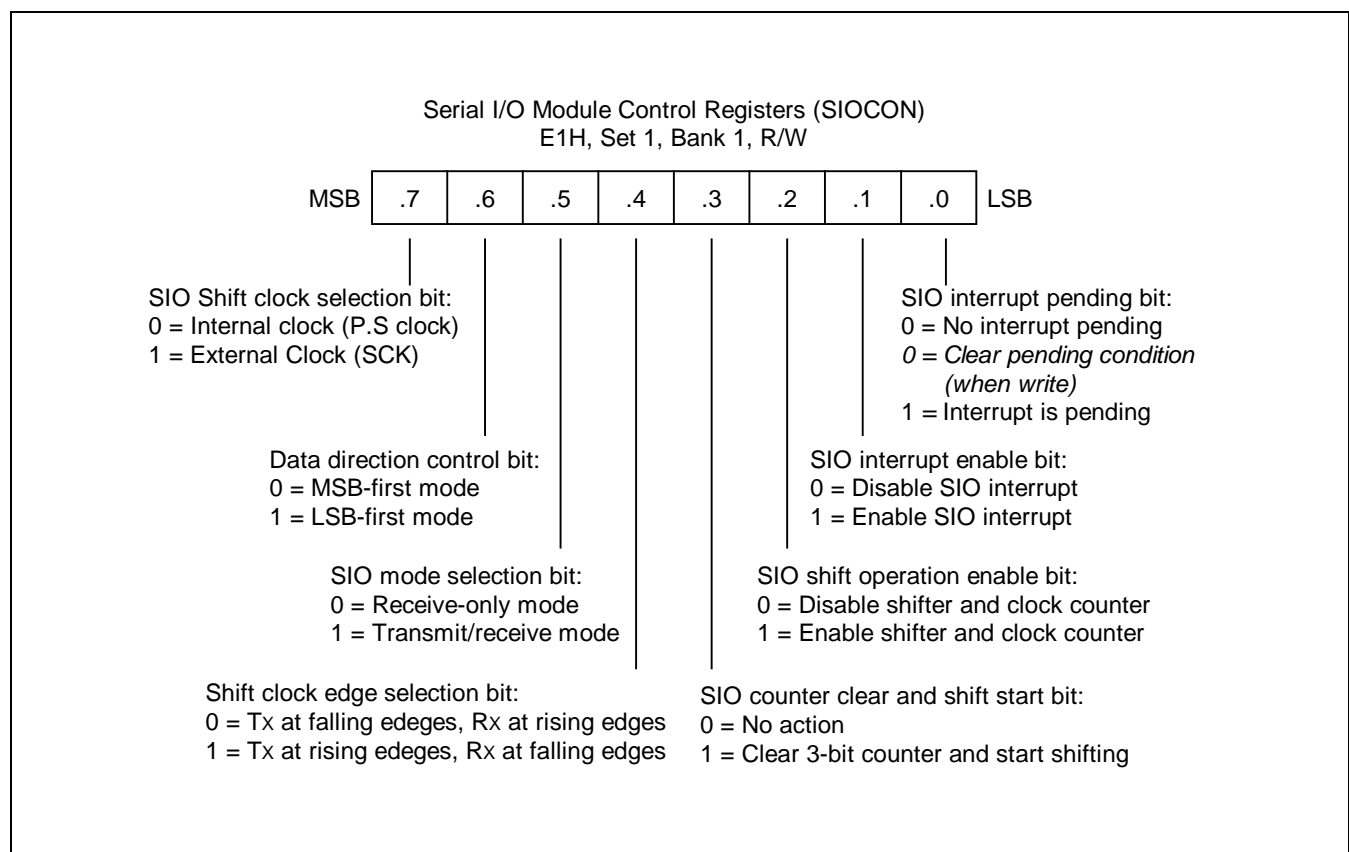 Serial I/O Module Control Registers (SIOCON)
E1H, Set 1, Bank 1, R/W
MSB .7 .6 .5 .4 .3 .2 .1 .0 LSB
SIO Shift clock selection bit:
0 = Internal clock (P.S clock)
1 = External Clock (SCK)
SIO interrupt pending bit:
0 = No interrupt pending
0 = Clear pending condition
(when write)
1 = Interrupt is pending
Data direction control bit:
0 = MSB-first mode
1 = LSB-first mode
SIO interrupt enable bit:
0 = Disable SIO interrupt
1 = Enable SIO interrupt
SIO mode selection bit:
0 = Receive-only mode
1 = Transmit/receive mode
SIO shift operation enable bit:
0 = Disable shifter and clock counter
1 = Enable shifter and clock counter
Shift clock edge selection bit:
0 = Tx at falling edeges, Rx at rising edges
1 = Tx at rising edeges, Rx at falling edges
SIO counter clear and shift start bit:
0 = No action
1 = Clear 3-bit counter and start shifting